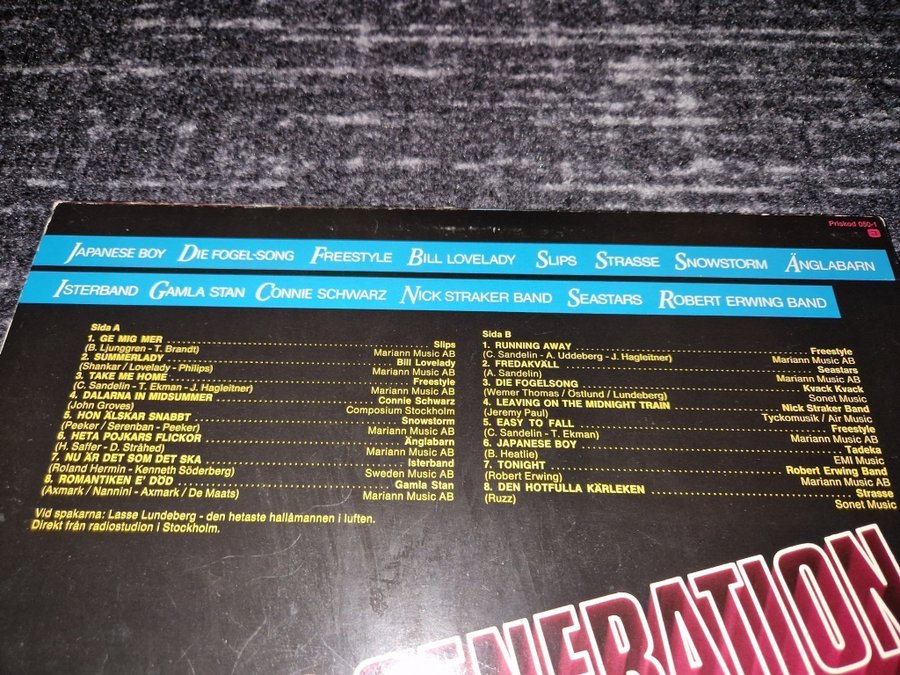 Priskod 050-1
JAPANESE BOY DIE FOGEL-SONG FREESTYLE BILL LOVELADY SLIPS STRASSE SNOWSTORM ÄNGLABARN
ISTERBAND GAMLA STAN CONNIE SCHWARZ NICK STRAKER BAND SEASTARS ROBERT ERWING BAND
Sida A
1. GE MIG MER Slips
(B. Ljunggren - T. Brandt) Mariann Music AB
2. SUMMERLADY Bill Lovelady
(Shankar / Lovelady - Philips) Mariann Music AB
3. TAKE ME HOME Freestyle
(C. Sandelin - T. Ekman - J. Hagleitner) Mariann Music AB
4. DALARNA IN MIDSUMMER Connie Schwarz
(John Groves) Composium Stockholm
5. HON ÄLSKAR SNABBT Snowstorm
(Peeker / Serenban - Peeker) Mariann Music AB
6. HETA POJKARS FLICKOR Änglabarn
(H. Saffer - D. Stråhed) Mariann Music AB
7. NU ÄR DET SOM DET SKA Isterband
(Roland Hermin - Kenneth Söderberg) Sweden Music AB
8. ROMANTIKEN E' DÖD Gamla Stan
(Axmark / Nannini - Axmark / De Maats) Mariann Music AB
Vid spakarna: Lasse Lundeberg - den hetaste hallåmannen i luften.
Direkt från radiostudion i Stockholm.
Sida B
1. RUNNING AWAY Freestyle
(C. Sandelin - A. Uddeberg - J. Hagleitner) Mariann Music AB
2. FREDAKVÄLL Seastars
(A. Sandelin) Mariann Music AB
3. DIE FOGELSONG Kvack Kvack
(Werner Thomas / Östlund / Lundeberg) Sonet Music
4. LEAVING ON THE MIDNIGHT TRAIN Nick Straker Band
(Jeremy Paul) Tyckomusik / Air Music
5. EASY TO FALL Freestyle
(C. Sandelin - T. Ekman) Mariann Music AB
6. JAPANESE BOY Tadeka
(B. Heatlie) EMI Music
7. TONIGHT Robert Erwing Band
(Robert Erwing) Mariann Music AB
8. DEN HOTFULLA KÄRLEKEN Strasse
(Ruzz) Sonet Music
GENERATION